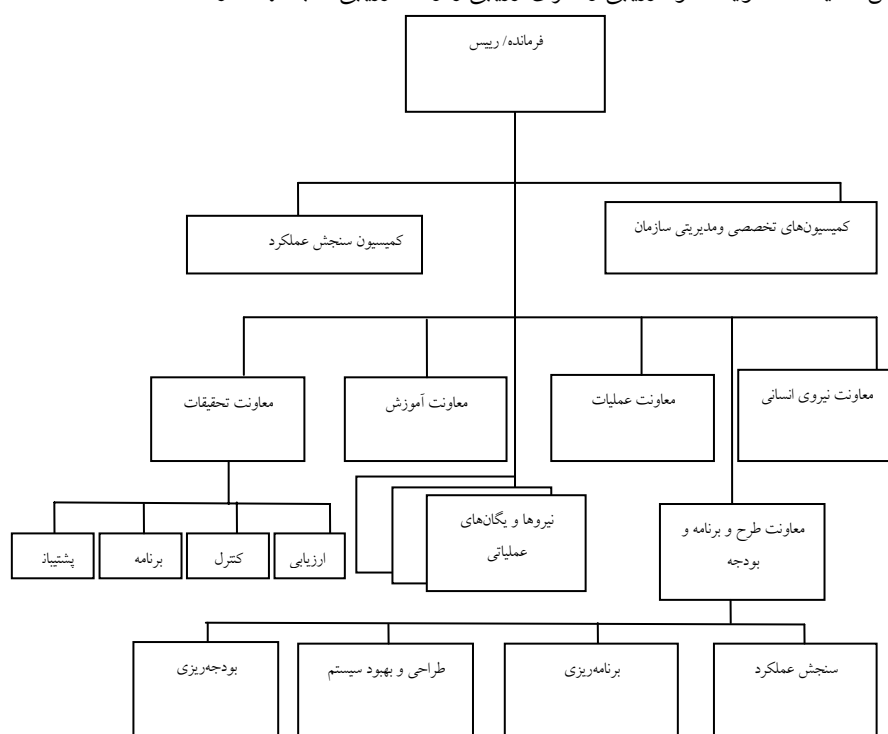 فرمانده/ رییس
کمیسیون‌های تخصصی ومدیریتی سازمان
کمیسیون سنجش عملکرد
معاونت نیروی انسانی
معاونت عملیات
معاونت آموزش
معاونت تحقیقات
نیروها و یگان‌های
عملیاتی
معاونت طرح و برنامه و
بودجه
ارزیابی
کنترل
برنامه
پشتیبانـ
سنجش عملکرد
برنامه‌ریزی
طراحی و بهبود سیستم
بودجه‌ریزی